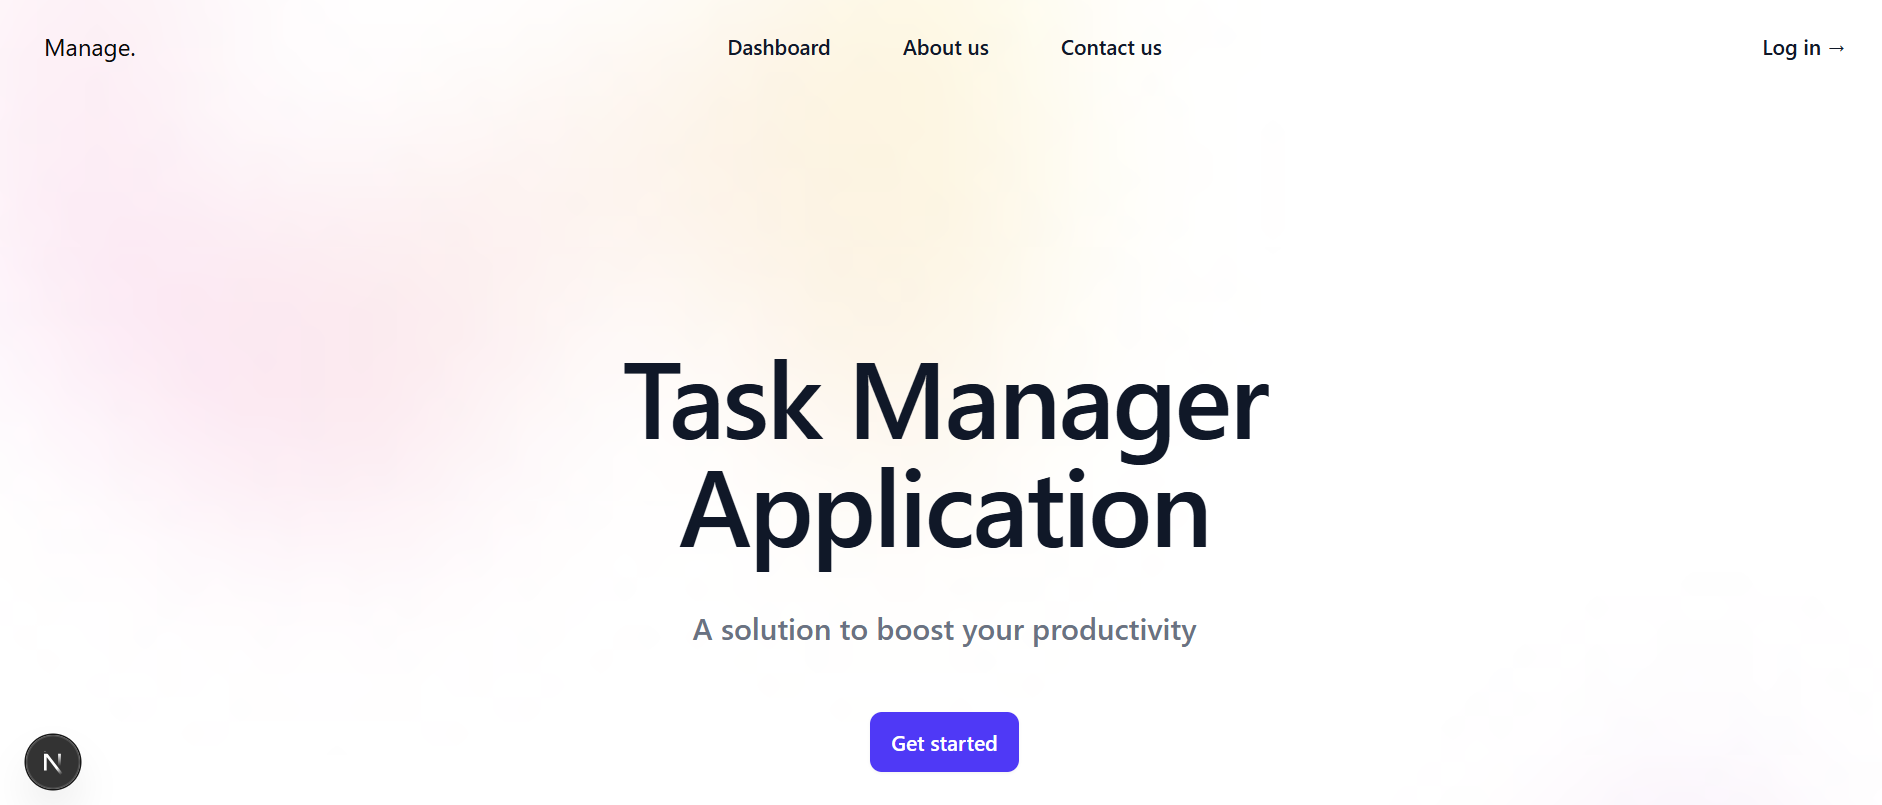 Manage.
Dashboard
About us
Contact us
Log in →
Task Manager
Application
A solution to boost your productivity
Get started
N